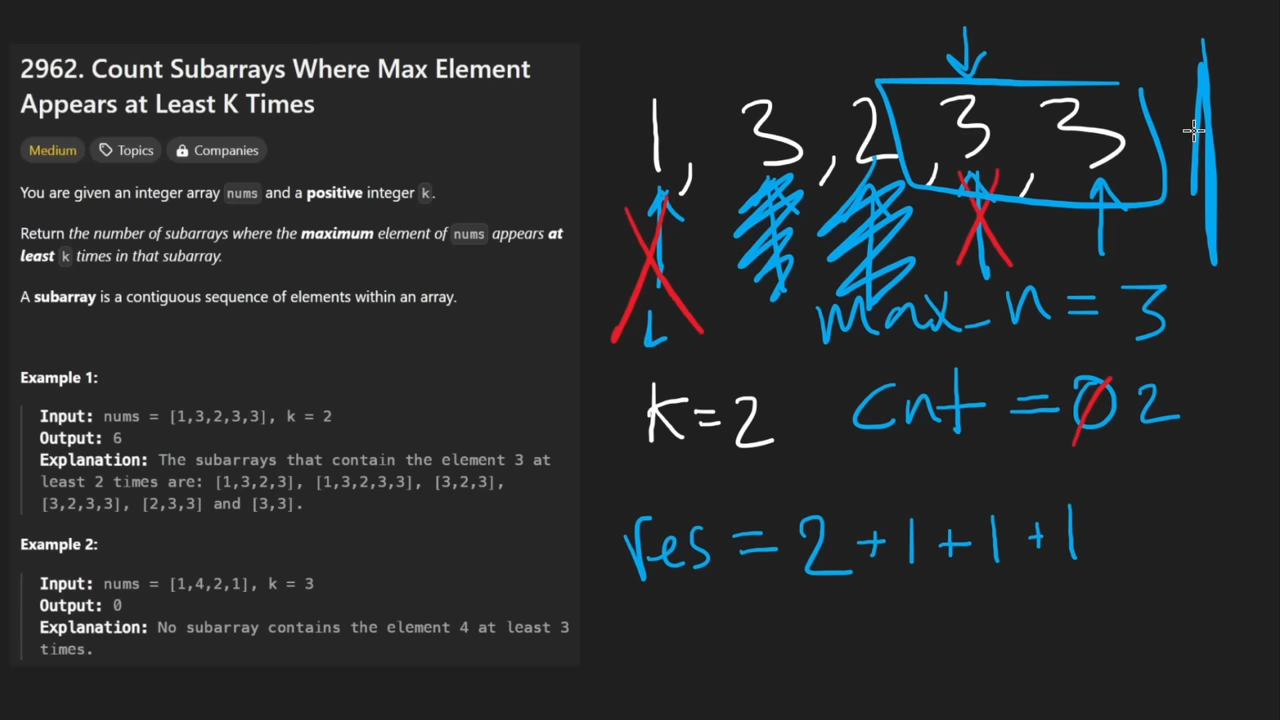 2962. Count Subarrays Where Max Element
Appears at Least K Times
Medium Topics Companies
You are given an integer array nums and a positive integer k.
Return the number of subarrays where the maximum element of nums appears at
least k times in that subarray.
A subarray is a contiguous sequence of elements within an array.
Example 1:
Input: nums = [1,3,2,3,3], k = 2
Output: 6
Explanation: The subarrays that contain the element 3 at
least 2 times are: [1,3,2,3], [1,3,2,3,3], [3,2,3],
[3,2,3,3], [2,3,3] and [3,3].
Example 2:
Input: nums = [1,4,2,1], k = 3
Output: 0
Explanation: No subarray contains the element 4 at least 3
times.
1, 3, 2, 3, 3
L
max_n = 3
k=2
cnt = 0 2
res = 2 + 1 + 1 + 1